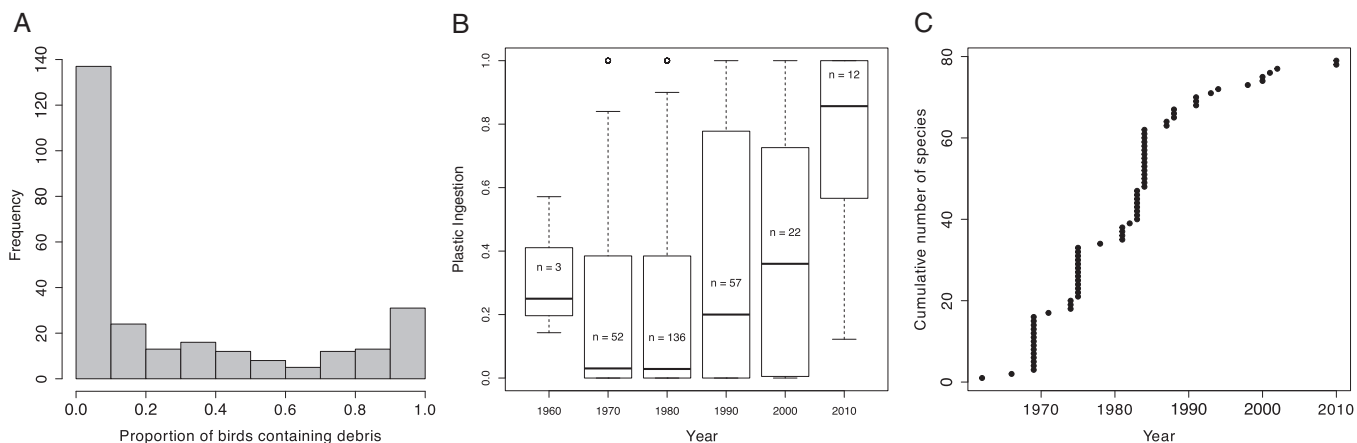 A
Frequency
140
120
100
80
60
40
20
0
0.0 0.2 0.4 0.6 0.8 1.0
Proportion of birds containing debris
B
Plastic Ingestion
1.0
0.8
0.6
0.4
0.2
0.0
n = 3
n = 52
n = 136
n = 57
n = 22
n = 12
1960 1970 1980 1990 2000 2010
Year
C
Cumulative number of species
80
60
40
20
0
1970 1980 1990 2000 2010
Year